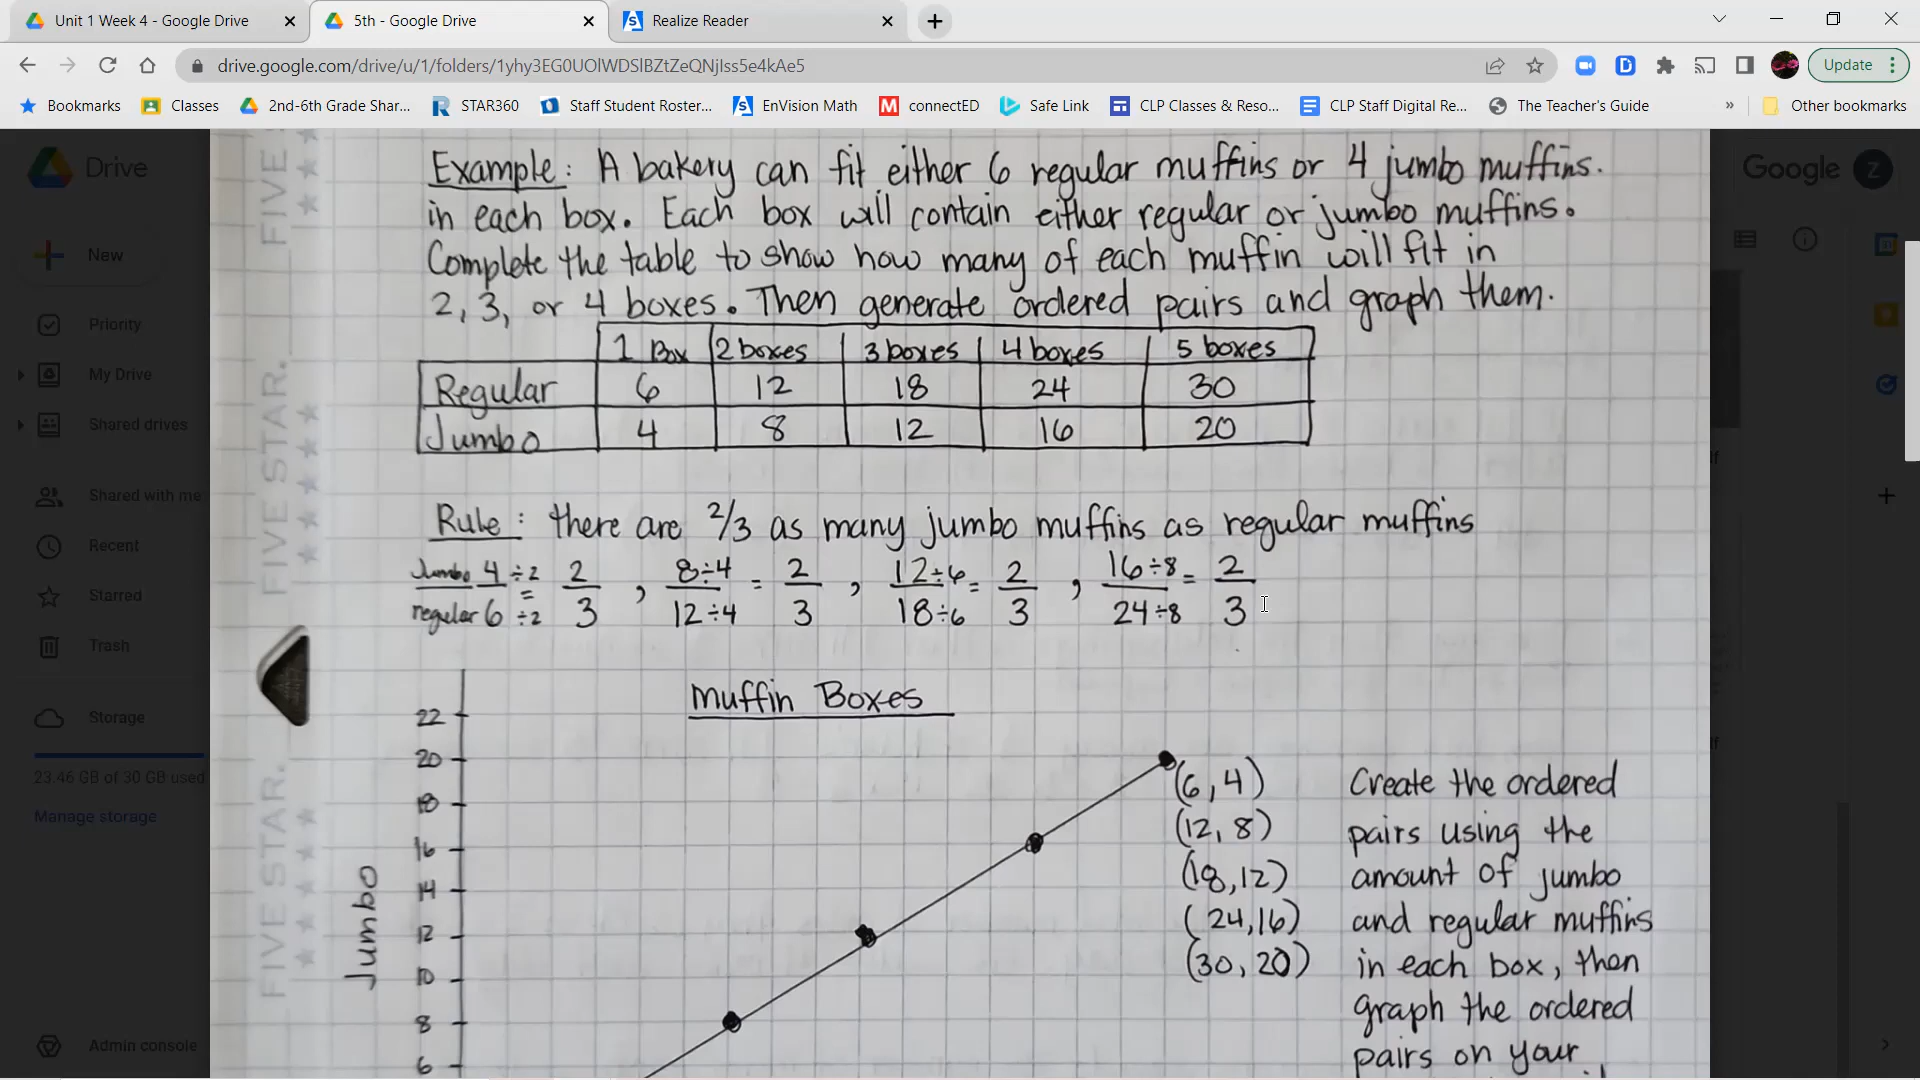 Unit 1 Week 4 - Google Drive
5th - Google Drive
Realize Reader
drive.google.com/drive/u/1/folders/1yhy3EG0UOlWDSlBZtZeQNjIss5e4kAe5
Update
Bookmarks
Classes
2nd-6th Grade Shar...
STAR360
Staff Student Roster...
EnVision Math
connectED
Safe Link
CLP Classes & Reso...
CLP Staff Digital Re...
The Teacher's Guide
»
Other bookmarks
Drive
Google
Z
New
Priority
My Drive
Shared drives
Shared with me
Recent
Starred
Trash
Storage
23.46 GB of 30 GB used
Manage storage
Admin console
FIVE
FIVE STAR.
FIVE STAR.
Example: A bakery can fit either 6 regular muffins or 4 jumbo muffins.
in each box. Each box will contain either regular or jumbo muffins.
Complete the table to show how many of each muffin will fit in
2, 3, or 4 boxes. Then generate ordered pairs and graph them.
1 Box 2 boxes 3 boxes 4 boxes 5 boxes
Regular 6 12 18 24 30
Jumbo 4 8 12 16 20
Rule: there are 2/3 as many jumbo muffins as regular muffins
Jumbo 4 ÷2 = 2 , 8÷4 = 2 , 12÷6 = 2 , 16÷8 = 2
regular 6 ÷2 3 12÷4 3 18÷6 3 24÷8 3
Muffin Boxes
22
20
18
16
14
12
10
8
6
Jumbo
(6,4)
(12, 8)
(18,12)
(24,16)
(30, 20)
Create the ordered
pairs using the
amount of jumbo
and regular muffins
in each box, then
graph the ordered
pairs on your